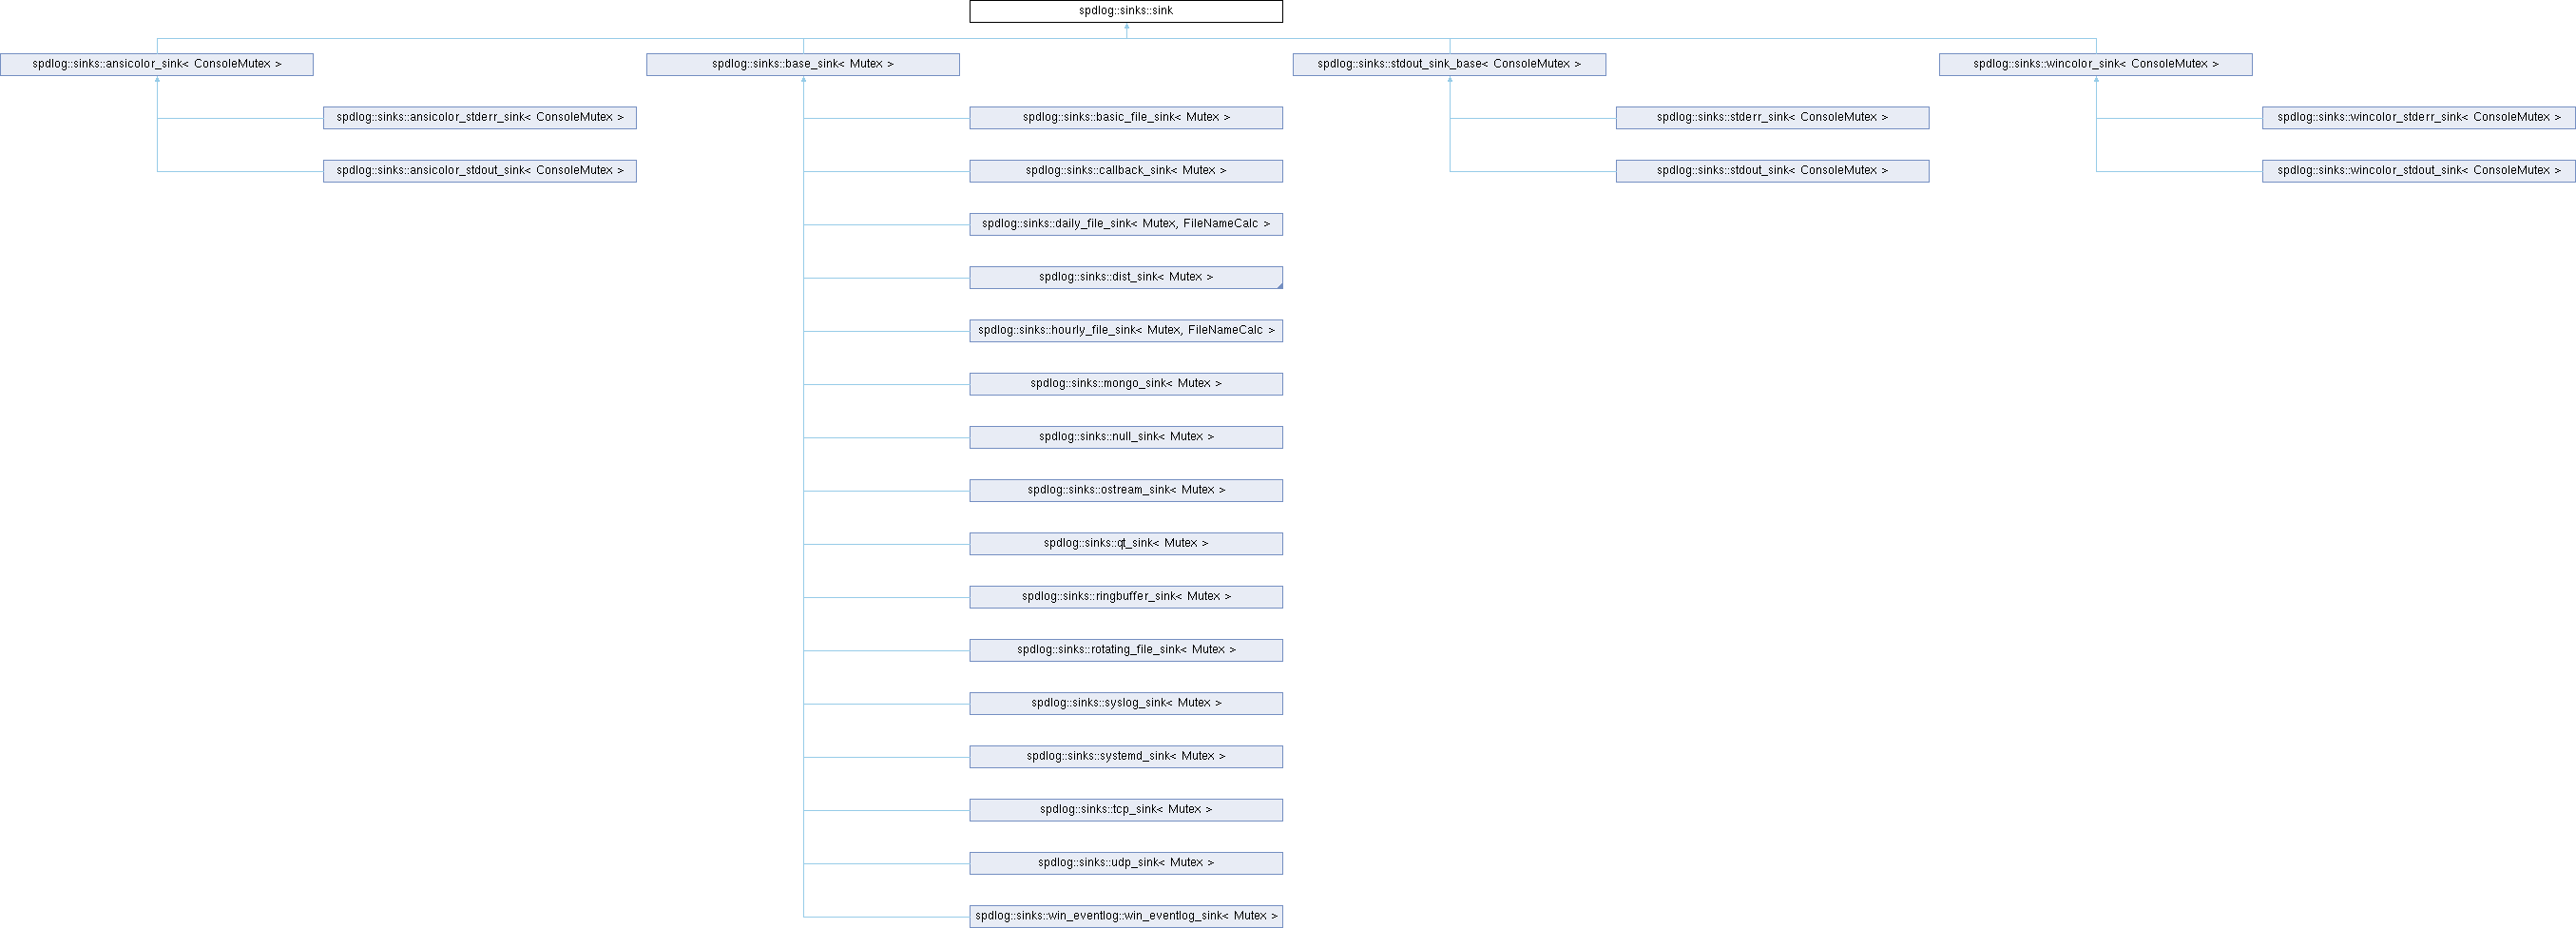 spdlog::sinks::sink
spdlog::sinks::ansicolor_sink< ConsoleMutex >
spdlog::sinks::base_sink< Mutex >
spdlog::sinks::stdout_sink_base< ConsoleMutex >
spdlog::sinks::wincolor_sink< ConsoleMutex >
spdlog::sinks::ansicolor_stderr_sink< ConsoleMutex >
spdlog::sinks::basic_file_sink< Mutex >
spdlog::sinks::stderr_sink< ConsoleMutex >
spdlog::sinks::wincolor_stderr_sink< ConsoleMutex >
spdlog::sinks::ansicolor_stdout_sink< ConsoleMutex >
spdlog::sinks::callback_sink< Mutex >
spdlog::sinks::stdout_sink< ConsoleMutex >
spdlog::sinks::wincolor_stdout_sink< ConsoleMutex >
spdlog::sinks::daily_file_sink< Mutex, FileNameCalc >
spdlog::sinks::dist_sink< Mutex >
spdlog::sinks::hourly_file_sink< Mutex, FileNameCalc >
spdlog::sinks::mongo_sink< Mutex >
spdlog::sinks::null_sink< Mutex >
spdlog::sinks::ostream_sink< Mutex >
spdlog::sinks::qt_sink< Mutex >
spdlog::sinks::ringbuffer_sink< Mutex >
spdlog::sinks::rotating_file_sink< Mutex >
spdlog::sinks::syslog_sink< Mutex >
spdlog::sinks::systemd_sink< Mutex >
spdlog::sinks::tcp_sink< Mutex >
spdlog::sinks::udp_sink< Mutex >
spdlog::sinks::win_eventlog::win_eventlog_sink< Mutex >